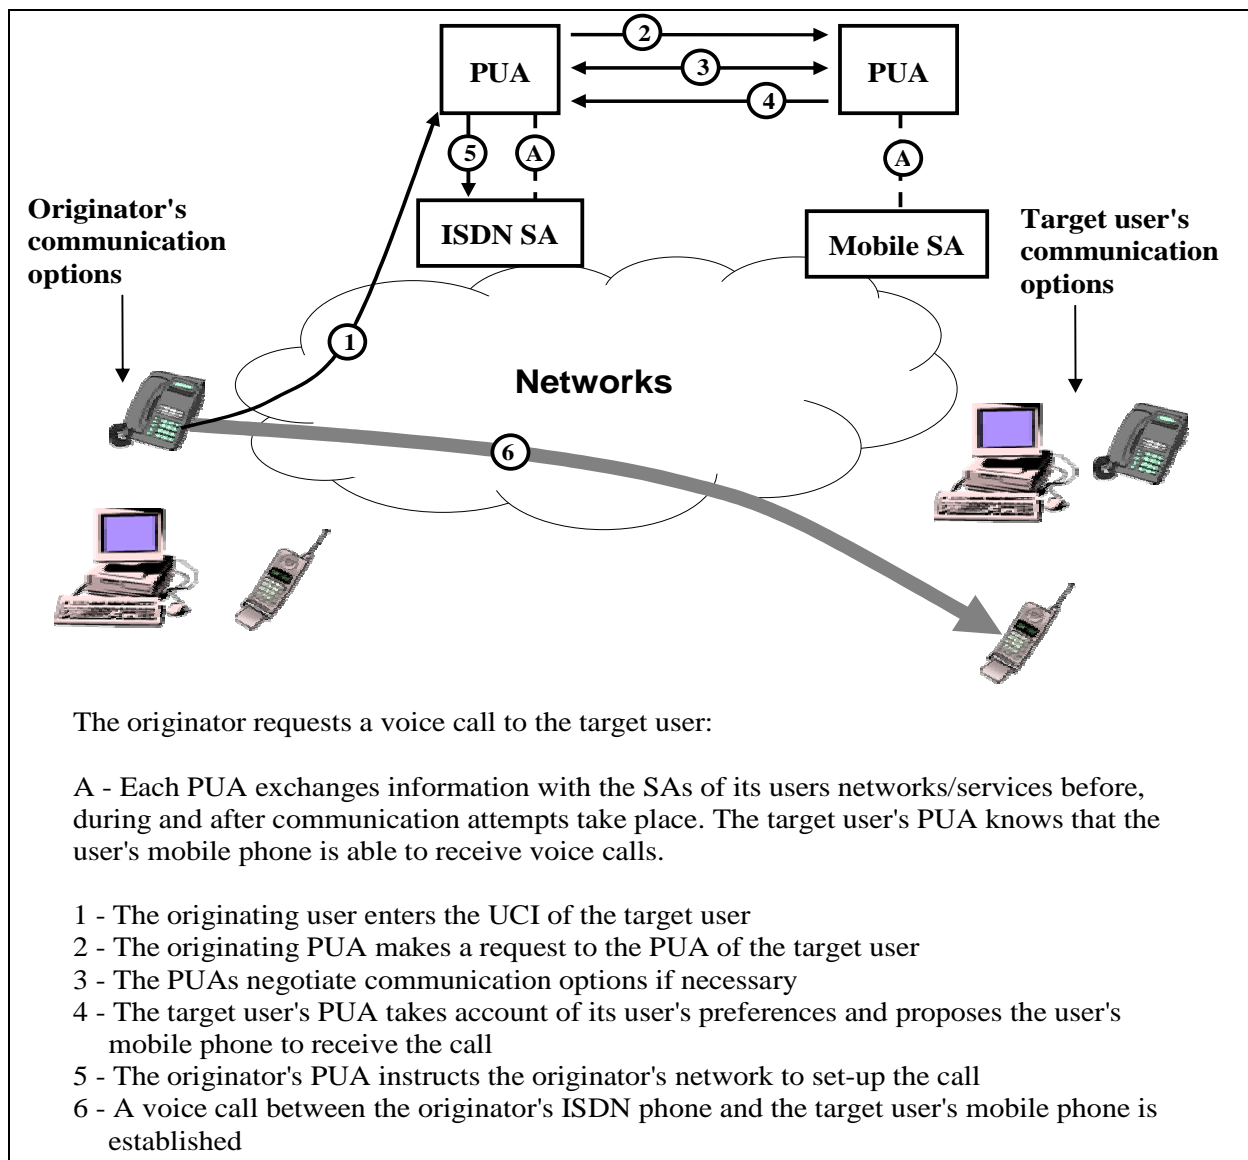 2
PUA
3
PUA
4
5
A
A
Originator's
communication
options
ISDN SA
Mobile SA
Target user's
communication
options
1
Networks
6
The originator requests a voice call to the target user:
A - Each PUA exchanges information with the SAs of its users networks/services before,
during and after communication attempts take place. The target user's PUA knows that the
user's mobile phone is able to receive voice calls.
1 - The originating user enters the UCI of the target user
2 - The originating PUA makes a request to the PUA of the target user
3 - The PUAs negotiate communication options if necessary
4 - The target user's PUA takes account of its user's preferences and proposes the user's
mobile phone to receive the call
5 - The originator's PUA instructs the originator's network to set-up the call
6 - A voice call between the originator's ISDN phone and the target user's mobile phone is
established